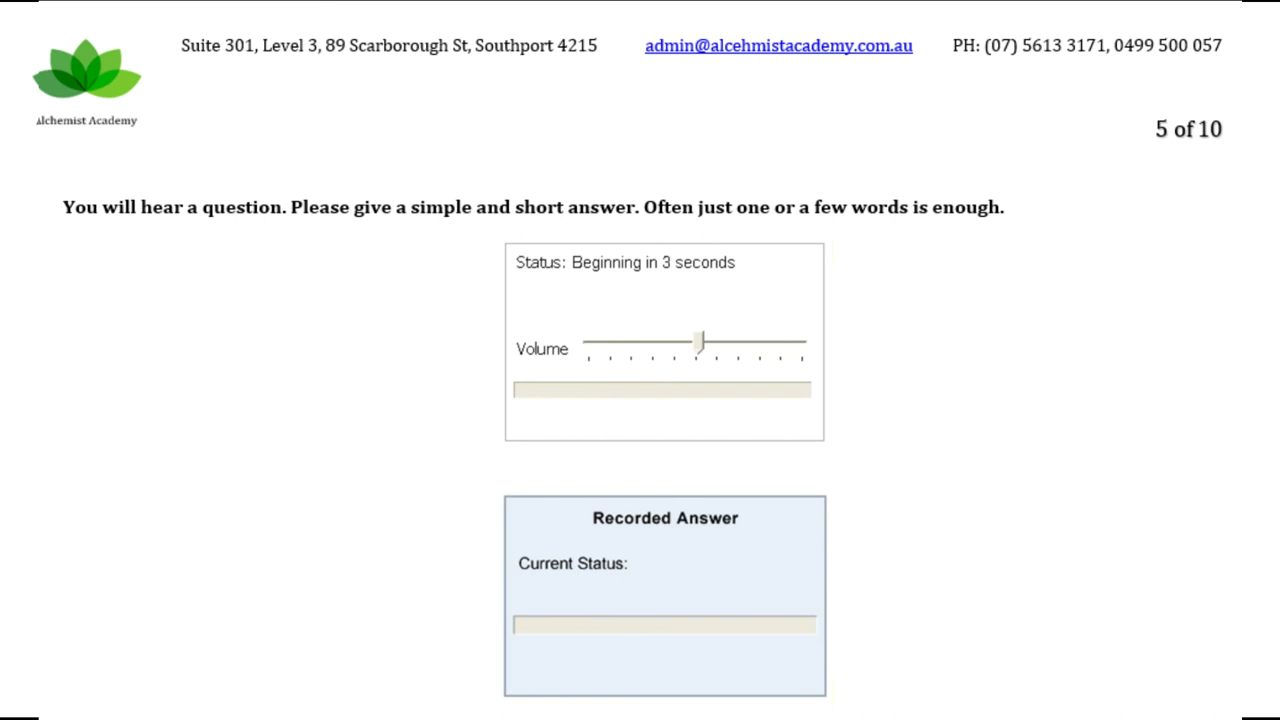 Suite 301, Level 3, 89 Scarborough St, Southport 4215 admin@alcehmistacademy.com.au PH: (07) 5613 3171, 0499 500 057
Alchemist Academy
5 of 10
You will hear a question. Please give a simple and short answer. Often just one or a few words is enough.
Status: Beginning in 3 seconds
Volume
Recorded Answer
Current Status: